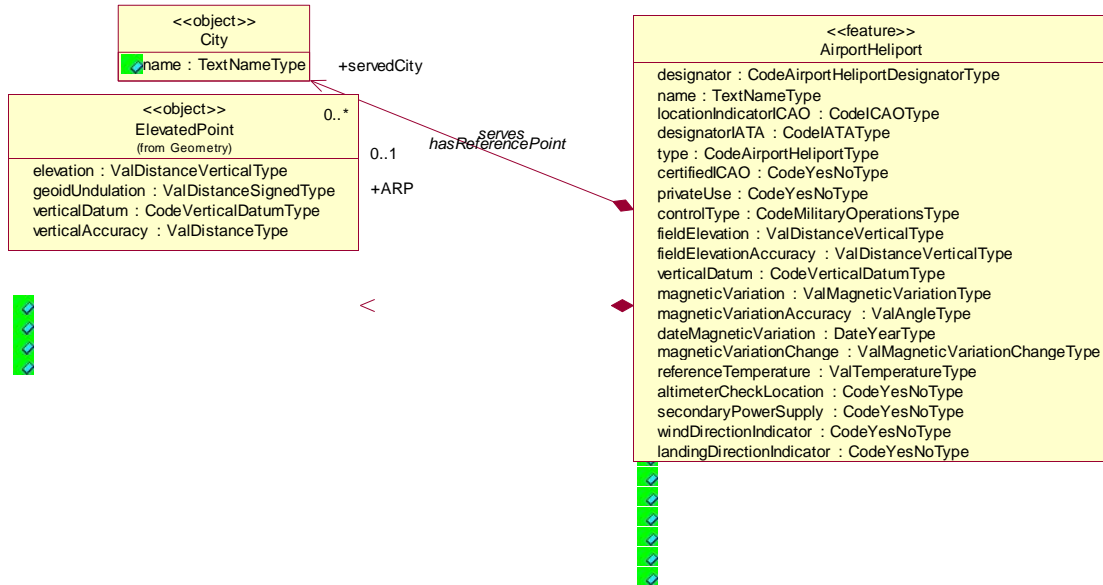 <<object>>
City
name : TextNameType
+servedCity
<<object>>
ElevatedPoint
(from Geometry)
0..*
elevation : ValDistanceVerticalType
geoidUndulation : ValDistanceSignedType
verticalDatum : CodeVerticalDatumType
verticalAccuracy : ValDistanceType
0..1
+ARP
serves
hasReferencePoint
<<feature>>
AirportHeliport
designator : CodeAirportHeliportDesignatorType
name : TextNameType
locationIndicatorICAO : CodeICAOType
designatorIATA : CodeIATAType
type : CodeAirportHeliportType
certifiedICAO : CodeYesNoType
privateUse : CodeYesNoType
controlType : CodeMilitaryOperationsType
fieldElevation : ValDistanceVerticalType
fieldElevationAccuracy : ValDistanceVerticalType
verticalDatum : CodeVerticalDatumType
magneticVariation : ValMagneticVariationType
magneticVariationAccuracy : ValAngleType
dateMagneticVariation : DateYearType
magneticVariationChange : ValMagneticVariationChangeType
referenceTemperature : ValTemperatureType
altimeterCheckLocation : CodeYesNoType
secondaryPowerSupply : CodeYesNoType
windDirectionIndicator : CodeYesNoType
landingDirectionIndicator : CodeYesNoType